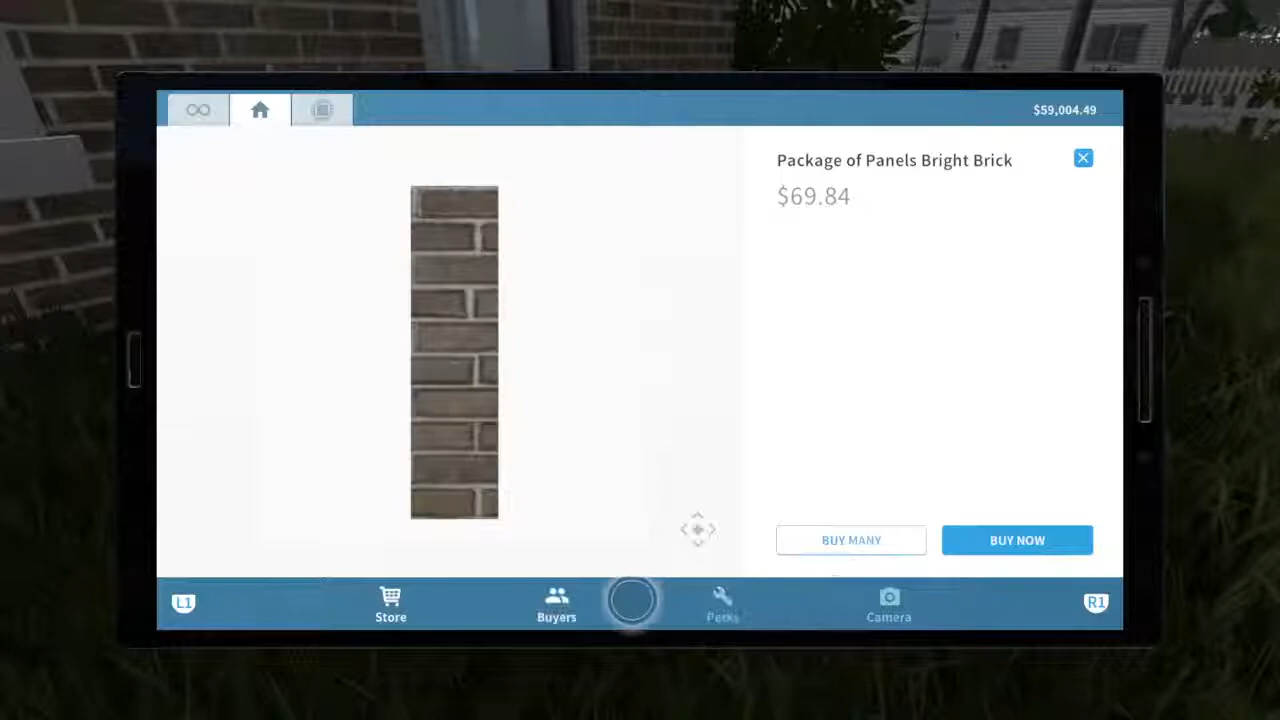 $59,004.49
Package of Panels Bright Brick
$69.84
BUY MANY
BUY NOW
L1
Store
Buyers
Perks
Camera
R1